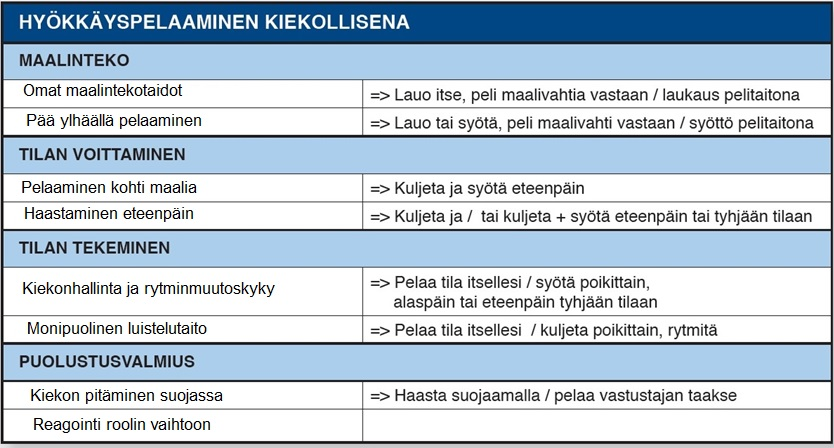 HYÖKKÄYSPELAAMINEN KIEKOLLISENA
MAALINTEKO
Omat maalintekotaidot => Lauo itse, peli maalivahtia vastaan / laukaus pelitaitona
Pää ylhäällä pelaaminen => Lauo tai syötä, peli maalivahti vastaan / syöttö pelitaitona
TILAN VOITTAMINEN
Pelaaminen kohti maalia => Kuljeta ja syötä eteenpäin
Haastaminen eteenpäin => Kuljeta ja / tai kuljeta + syötä eteenpäin tai tyhjään tilaan
TILAN TEKEMINEN
Kiekonhallinta ja rytminmuutoskyky => Pelaa tila itsellesi / syötä poikittain,
alaspäin tai eteenpäin tyhjään tilaan
Monipuolinen luistelutaito => Pelaa tila itsellesi / kuljeta poikittain, rytmitä
PUOLUSTUSVALMIUS
Kiekon pitäminen suojassa => Haasta suojaamalla / pelaa vastustajan taakse
Reagointi roolin vaihtoon